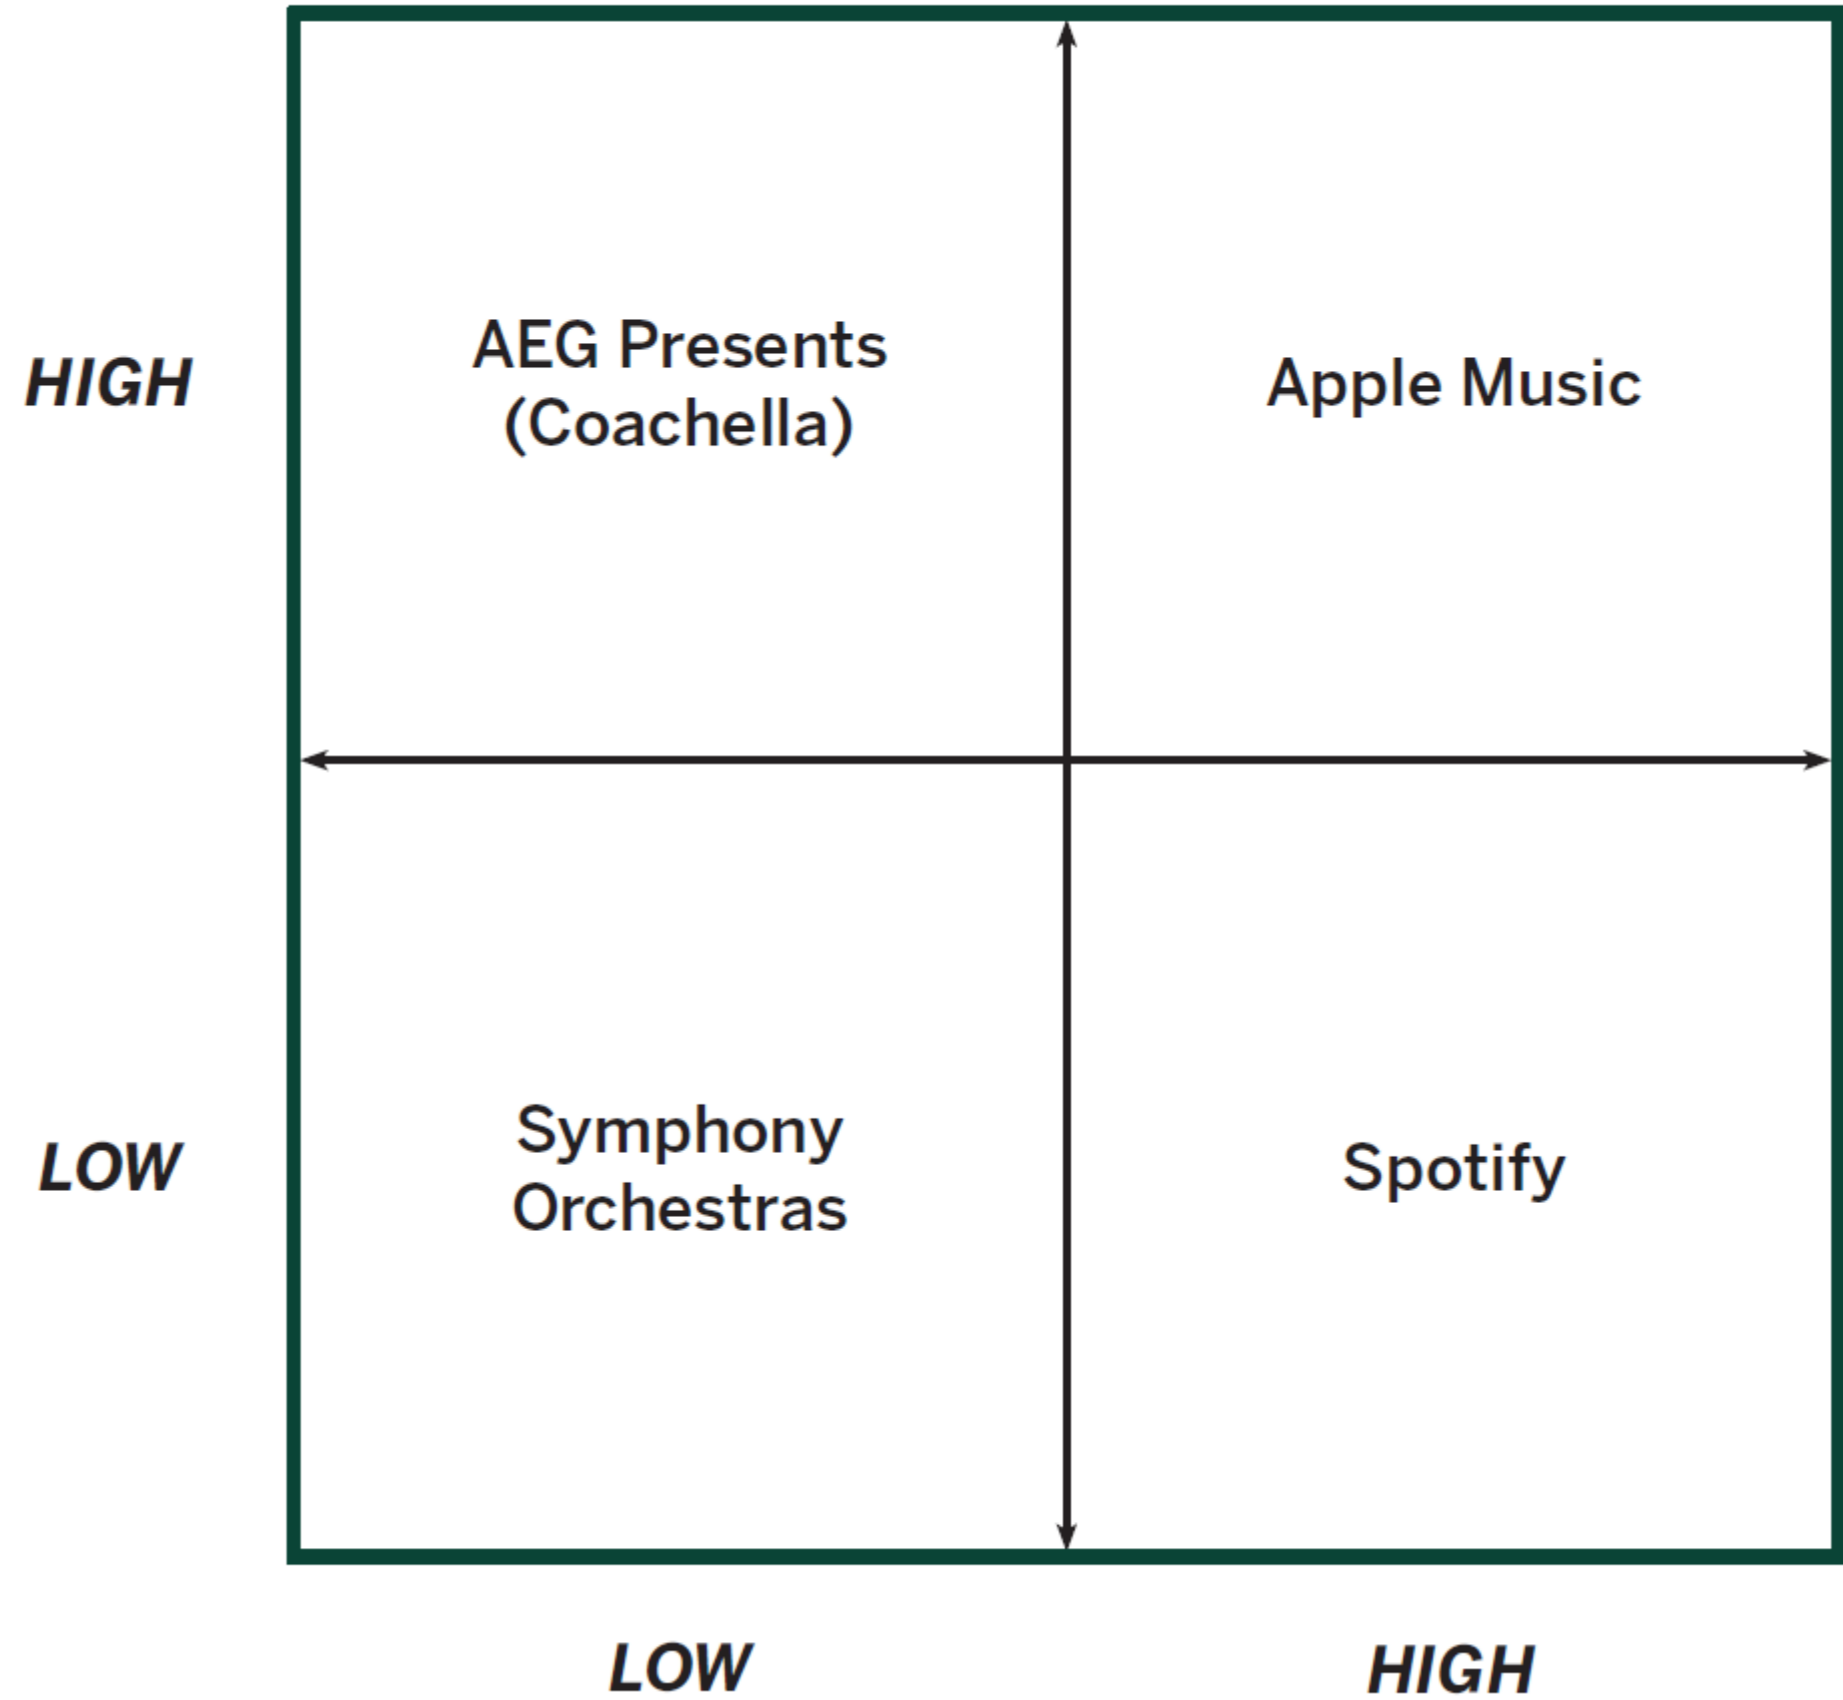 HIGH
AEG Presents
(Coachella)
Apple Music
LOW
Symphony
Orchestras
Spotify
LOW
HIGH